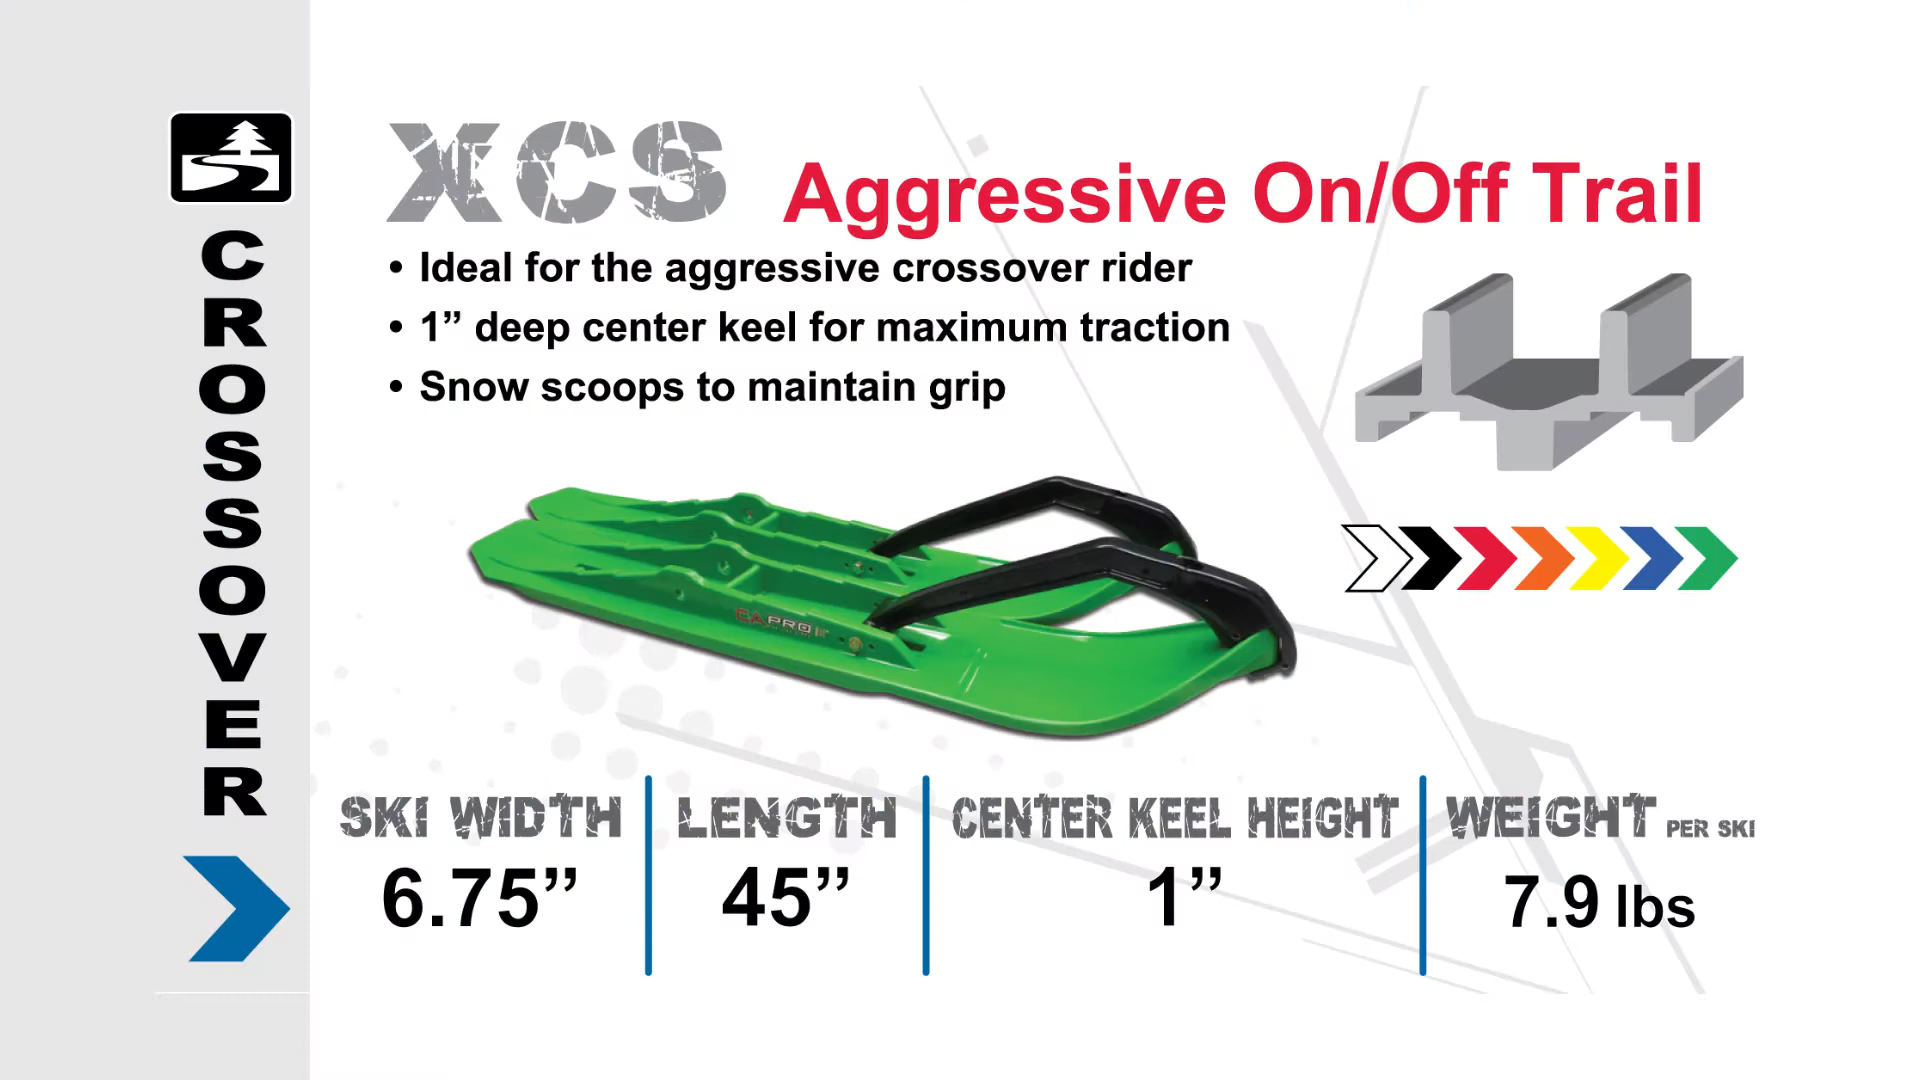 CROSSOVER
XCS Aggressive On/Off Trail
• Ideal for the aggressive crossover rider
• 1” deep center keel for maximum traction
• Snow scoops to maintain grip
PRO
SKI WIDTH
6.75”
LENGTH
45”
CENTER KEEL HEIGHT
1”
WEIGHT PER SKI
7.9 lbs